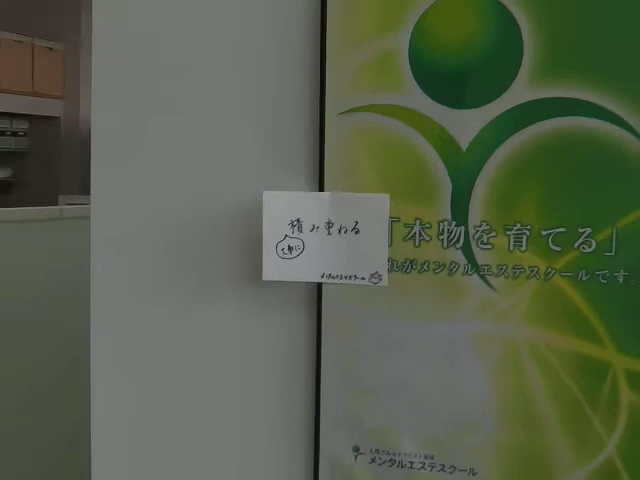 積み重ねる
丁寧に
メンタルエステスクール
「本物を育てる」
れがメンタルエステスクールです。
メンタルエステスクール